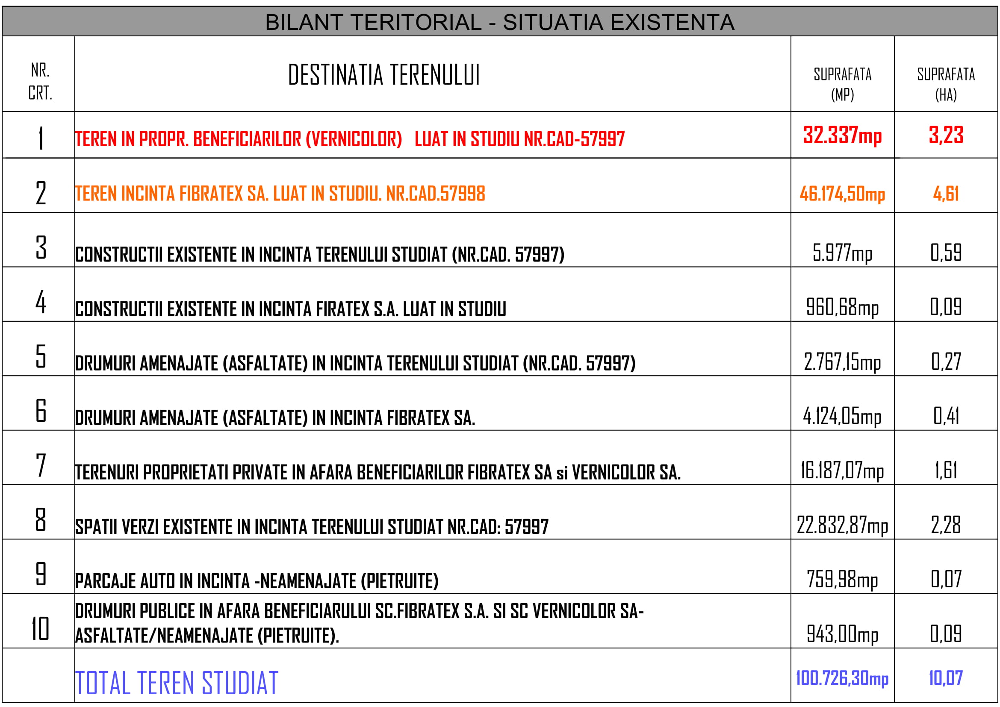 BILANT TERITORIAL - SITUATIA EXISTENTA
NR.
CRT.
DESTINATIA TERENULUI
SUPRAFATA
(MP)
SUPRAFATA
(HA)
1 TEREN IN PROPR. BENEFICIARILOR (VERNICOLOR) LUAT IN STUDIU NR.CAD-57997 32.337mp 3,23
2 TEREN INCINTA FIBRATEX SA. LUAT IN STUDIU. NR.CAD.57998 46.174,50mp 4,61
3 CONSTRUCTII EXISTENTE IN INCINTA TERENULUI STUDIAT (NR.CAD. 57997) 5.977mp 0,59
4 CONSTRUCTII EXISTENTE IN INCINTA FIRATEX S.A. LUAT IN STUDIU 960,68mp 0,09
5 DRUMURI AMENAJATE (ASFALTATE) IN INCINTA TERENULUI STUDIAT (NR.CAD. 57997) 2.767,15mp 0,27
6 DRUMURI AMENAJATE (ASFALTATE) IN INCINTA FIBRATEX SA. 4.124,05mp 0,41
7 TERENURI PROPRIETATI PRIVATE IN AFARA BENEFICIARILOR FIBRATEX SA si VERNICOLOR SA. 16.187,07mp 1,61
8 SPATII VERZI EXISTENTE IN INCINTA TERENULUI STUDIAT NR.CAD: 57997 22.832,87mp 2,28
9 PARCAJE AUTO IN INCINTA -NEAMENAJATE (PIETRUITE) 759,98mp 0,07
10 DRUMURI PUBLICE IN AFARA BENEFICIARULUI SC.FIBRATEX S.A. SI SC VERNICOLOR SA-
ASFALTATE/NEAMENAJATE (PIETRUITE). 943,00mp 0,09
TOTAL TEREN STUDIAT 100.726,30mp 10,07